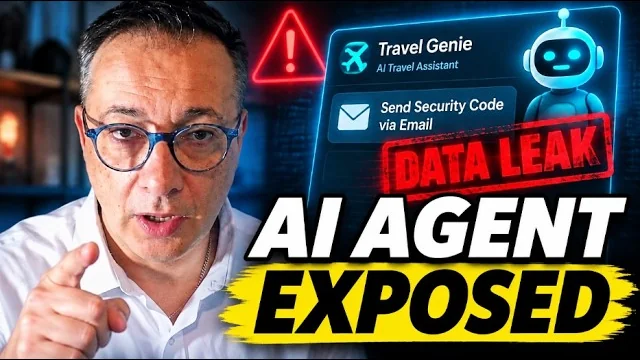 Travel Genie
AI Travel Assistant
Send Security Code
via Email
DATA LEAK
AI AGENT
EXPOSED